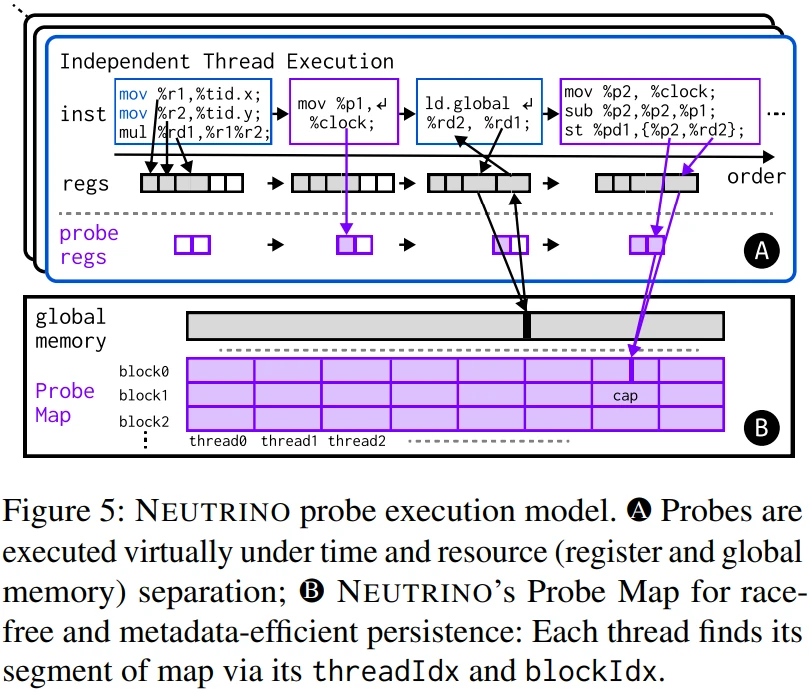 Independent Thread Execution
inst
mov %r1,%tid.x;
mov %r2,%tid.y;
mul %rd1,%r1%r2;
mov %p1,↲
%clock;
ld.global ↲
%rd2, %rd1;
mov %p2, %clock;
sub %p2,%p2,%p1;
st %pd1,{%p2,%rd2};
...
regs
order
probe
regs
A
global
memory
Probe
Map
block0
block1
block2
cap
thread0 thread1 thread2
B
Figure 5: NEUTRINO probe execution model. A Probes are
executed virtually under time and resource (register and global
memory) separation; B NEUTRINO's Probe Map for race-
free and metadata-efficient persistence: Each thread finds its
segment of map via its threadIdx and blockIdx.